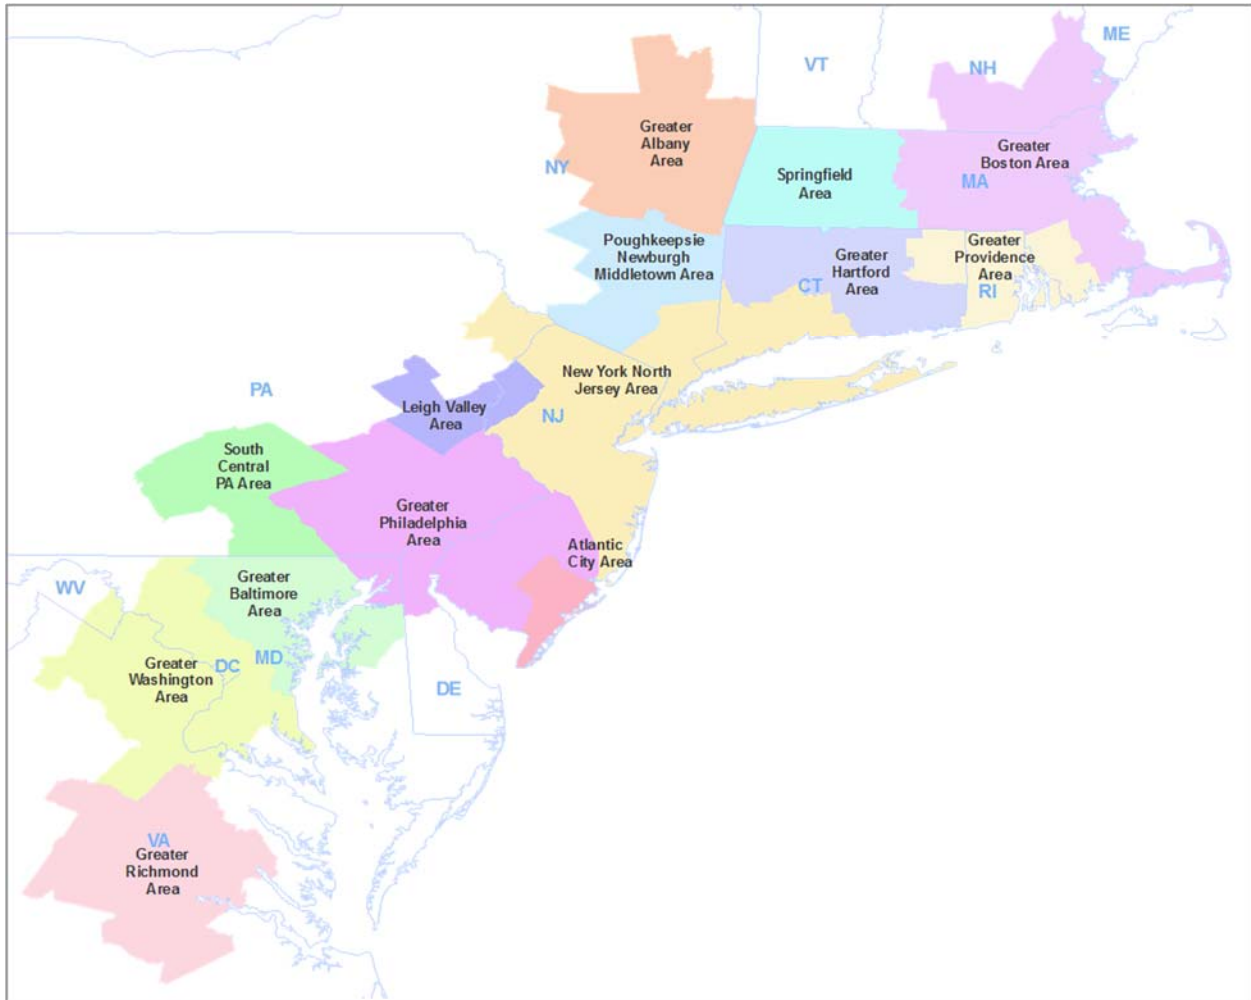 ME
VT
NH
Greater
Albany
Area
Greater
Boston Area
NY
Springfield
Area
MA
Poughkeepsie
Newburgh
Middletown Area
Greater
Hartford
Area
Greater
Providence
Area
CT
RI
New York North
Jersey Area
PA
Leigh Valley
Area
NJ
South
Central
PA Area
Greater
Philadelphia
Area
Atlantic
City Area
WV
Greater
Baltimore
Area
Greater
Washington
Area
DC
MD
DE
VA
Greater
Richmond
Area